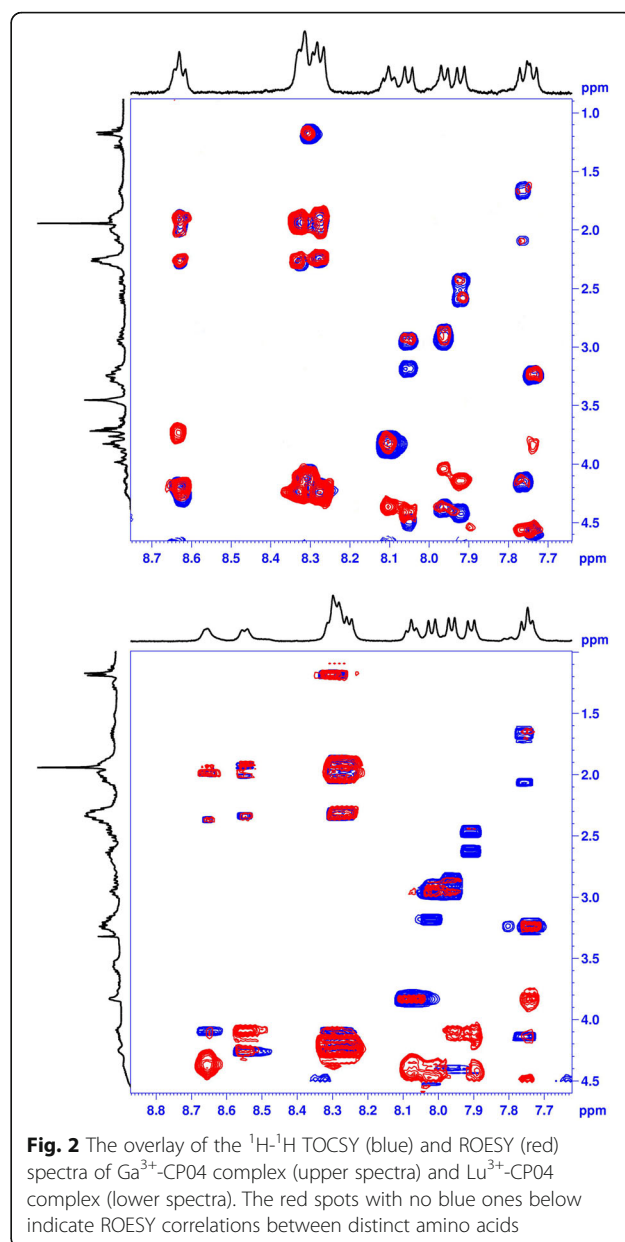 ppm
ppm
1.0
1.5
2.0
2.5
3.0
3.5
4.0
4.5
8.7 8.6 8.5 8.4 8.3 8.2 8.1 8.0 7.9 7.8 7.7 ppm
ppm
1.5
2.0
2.5
3.0
3.5
4.0
4.5
8.8 8.7 8.6 8.5 8.4 8.3 8.2 8.1 8.0 7.9 7.8 7.7 ppm
Fig. 2 The overlay of the ¹H-¹H TOCSY (blue) and ROESY (red)
spectra of Ga³⁺-CP04 complex (upper spectra) and Lu³⁺-CP04
complex (lower spectra). The red spots with no blue ones below
indicate ROESY correlations between distinct amino acids